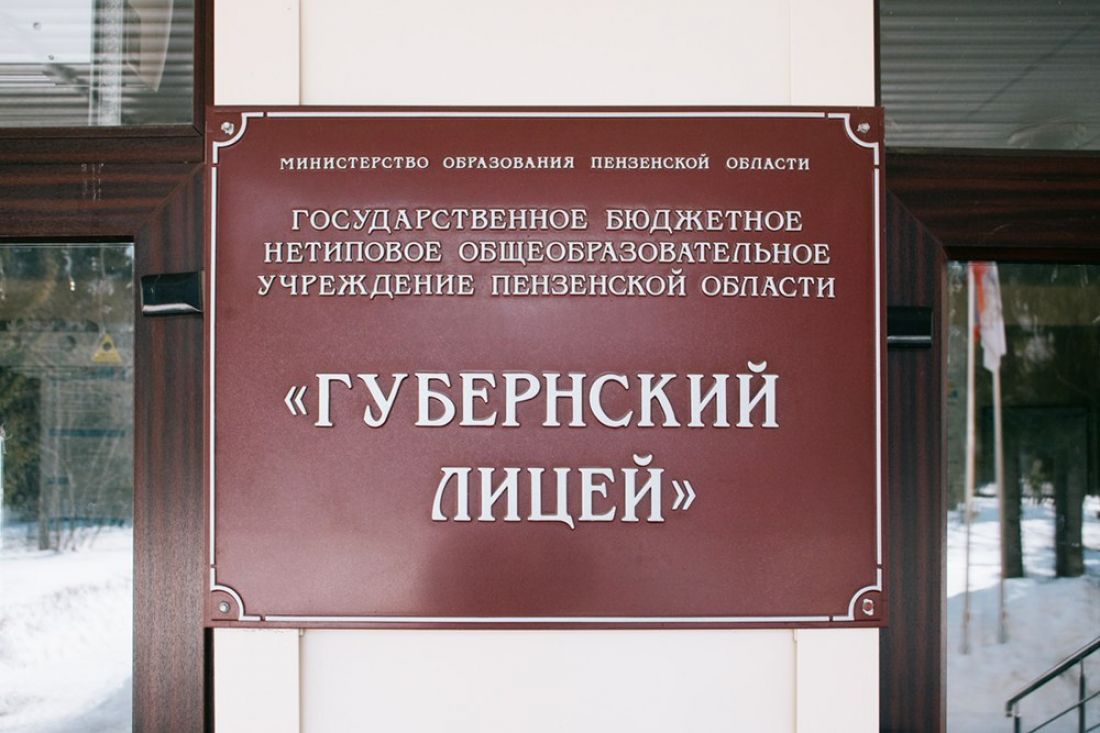 МИНИСТЕРСТВО ОБРАЗОВАНИЯ ПЕНЗЕНСКОЙ ОБЛАСТИ
ГОСУДАРСТВЕННОЕ БЮДЖЕТНОЕ
НЕТИПОВОЕ ОБЩЕОБРАЗОВАТЕЛЬНОЕ
УЧРЕЖДЕНИЕ ПЕНЗЕНСКОЙ ОБЛАСТИ
«ГУБЕРНСКИЙ
ЛИЦЕЙ»